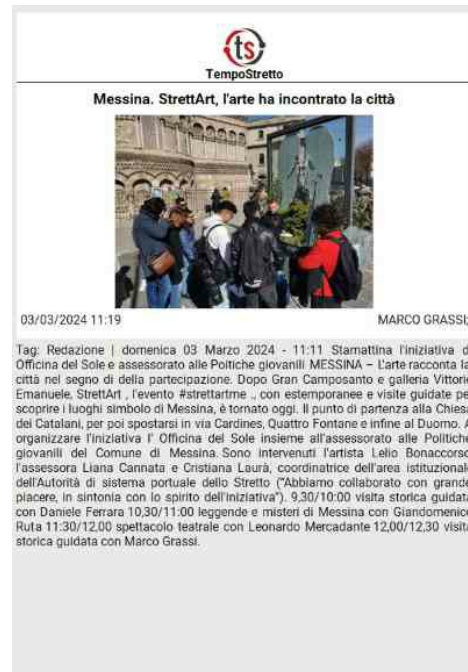 ts
TempoStretto
Messina. StrettArt, l'arte ha incontrato la città
03/03/2024 11:19 MARCO GRASSI;
Tag: Redazione | domenica 03 Marzo 2024 - 11:11 Stamattina l'iniziativa d
Officina del Sole e assessorato alle Poitiche giovanili MESSINA – L'arte racconta la
città nel segno di della partecipazione. Dopo Gran Camposanto e galleria Vittorio
Emanuele, StrettArt , l'evento #strettartme ., con estemporanee e visite guidate pe
scoprire i luoghi simbolo di Messina, è tornato oggi. Il punto di partenza alla Chiesa
dei Catalani, per poi spostarsi in via Cardines, Quattro Fontane e infine al Duomo. A
organizzare l'iniziativa l' Officina del Sole insieme all'assessorato alle Politiche
giovanili del Comune di Messina. Sono intervenuti l'artista Lelio Bonaccorso
l'assessora Liana Cannata e Cristiana Laurà, coordinatrice dell'area istituzionale
dell'Autorità di sistema portuale dello Stretto ("Abbiamo collaborato con grande
piacere, in sintonia con lo spirito dell'iniziativa"). 9,30/10:00 visita storica guidata
con Daniele Ferrara 10,30/11:00 leggende e misteri di Messina con Giandomenico
Ruta 11:30/12,00 spettacolo teatrale con Leonardo Mercadante 12,00/12,30 visita
storica guidata con Marco Grassi.